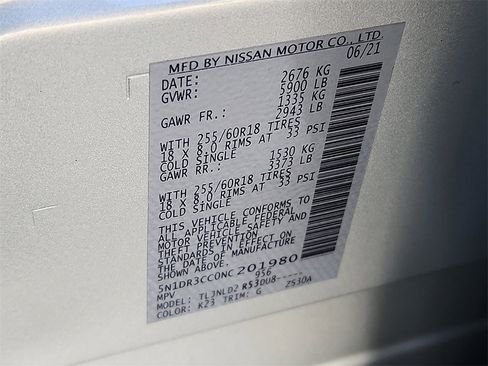 MFD BY NISSAN MOTOR CO., LTD.
DATE: 06/21
GVWR: 2676 KG
5900 LB
GAWR FR.: 1335 KG
2943 LB
WITH 255/60R18 TIRES
18 X 8.0 RIMS AT 33 PSI
COLD SINGLE
GAWR RR.: 1530 KG
3373 LB
WITH 255/60R18 TIRES
18 X 8.0 RIMS AT 33 PSI
COLD SINGLE
THIS VEHICLE CONFORMS TO
ALL APPLICABLE FEDERAL
MOTOR VEHICLE SAFETY AND
THEFT PREVENTION
STANDARDS IN EFFECT ON
THE DATE OF MANUFACTURE
SHOWN ABOVE.
5N1DR3CC0NC201980
MPV 956
MODEL: TLJNLD2 R53DU8-----
COLOR: K23 TRIM: G ZS30A